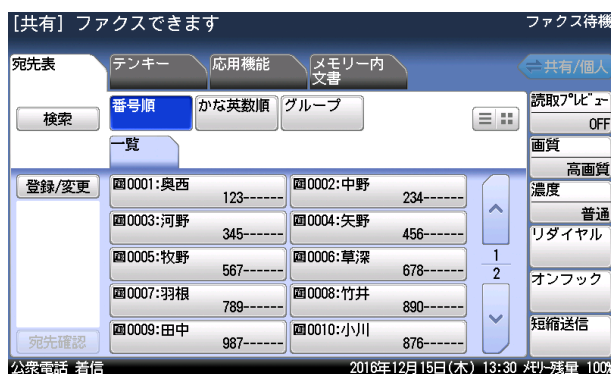 [共有] ファクスできます
ファクス待機
宛先表
テンキー
応用機能
メモリー内
文書
共有/個人
検索
番号順
かな英数順
グループ
読取プレビュー
OFF
一覧
画質
高画質
登録/変更
0001:奥西
123------
0002:中野
234------
濃度
普通
0003:河野
345------
0004:矢野
456------
リダイヤル
0005:牧野
567------
0006:草深
678------
1
2
オンフック
0007:羽根
789------
0008:竹井
890------
0009:田中
987------
0010:小川
876------
短縮送信
宛先確認
公衆電話 着信
2016年12月15日(木) 13:30 メモリー残量 100%